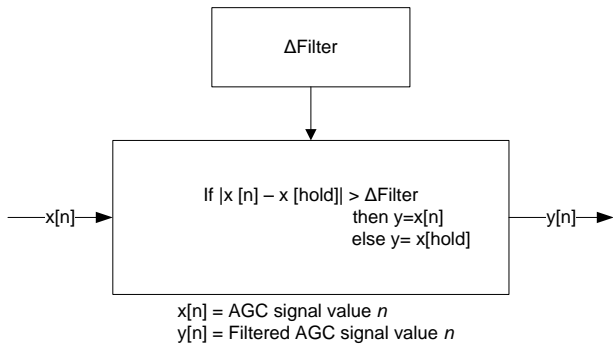 ΔFilter
If |x [n] – x [hold]| > ΔFilter
then y=x[n]
else y= x[hold]
x[n]
y[n]
x[n] = AGC signal value n
y[n] = Filtered AGC signal value n